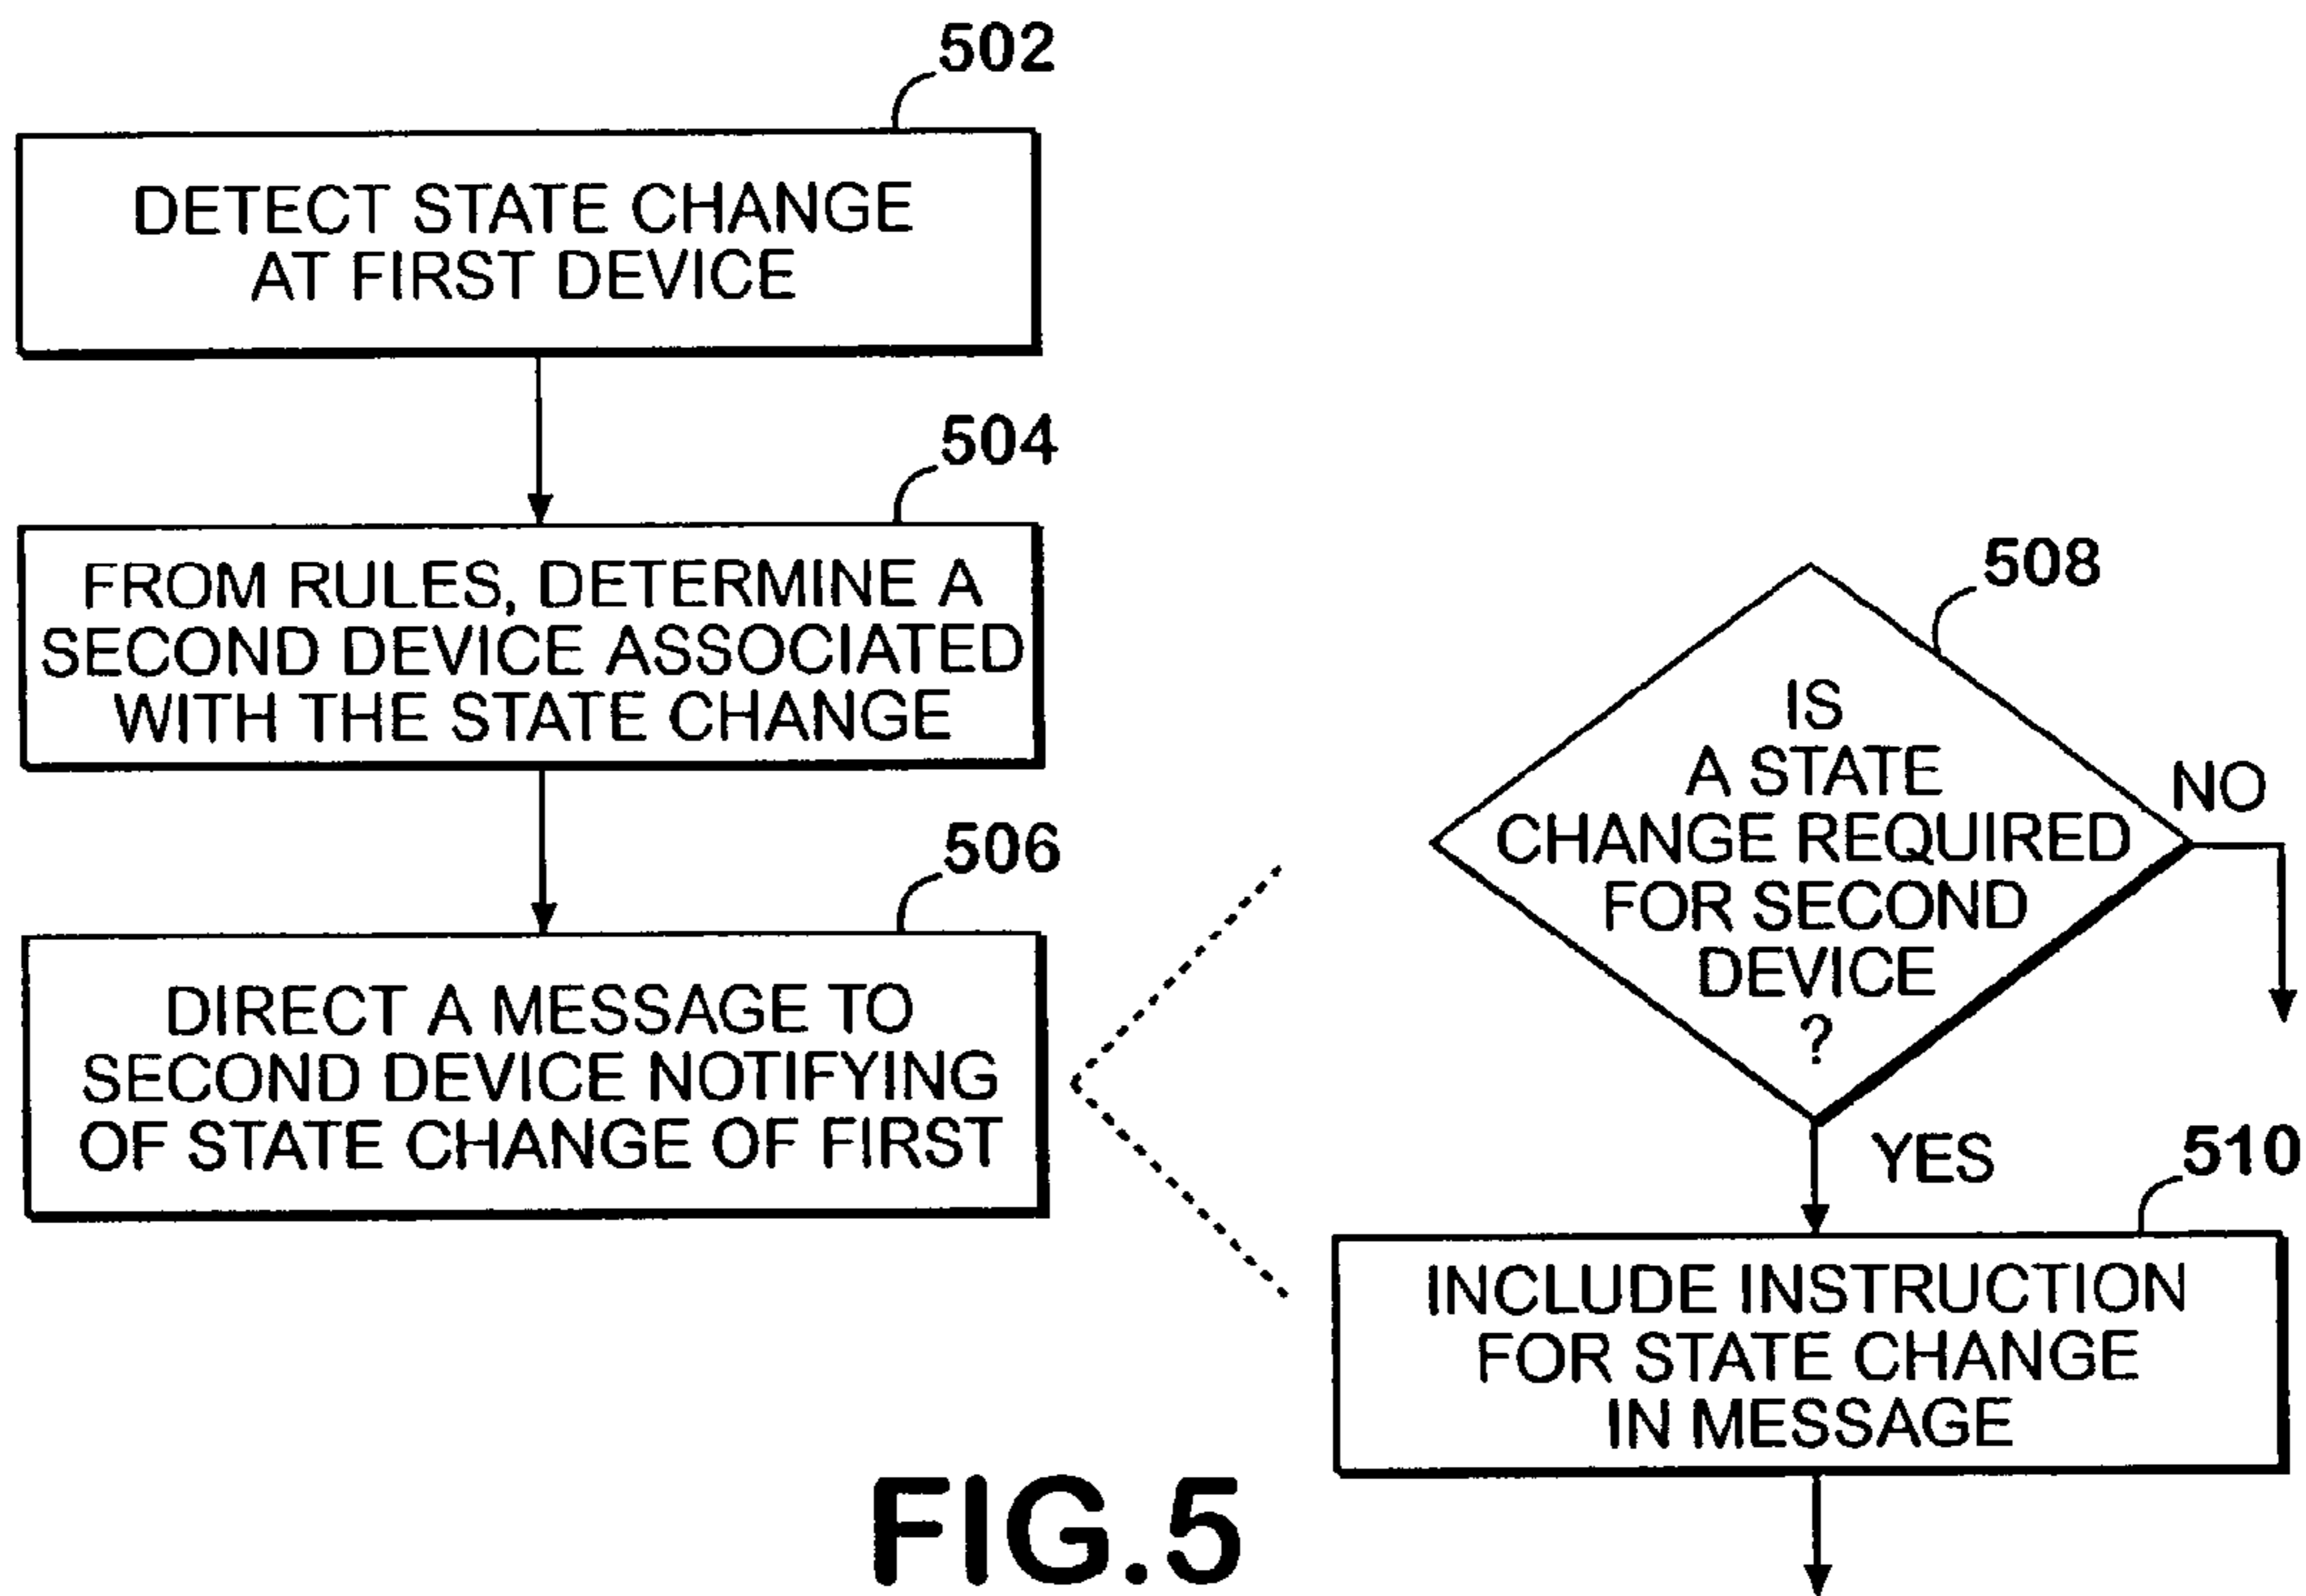 502
DETECT STATE CHANGE
AT FIRST DEVICE
504
FROM RULES, DETERMINE A
SECOND DEVICE ASSOCIATED
WITH THE STATE CHANGE
506
DIRECT A MESSAGE TO
SECOND DEVICE NOTIFYING
OF STATE CHANGE OF FIRST
508
IS
A STATE
CHANGE REQUIRED
FOR SECOND
DEVICE
?
NO
YES
510
INCLUDE INSTRUCTION
FOR STATE CHANGE
IN MESSAGE
FIG.5